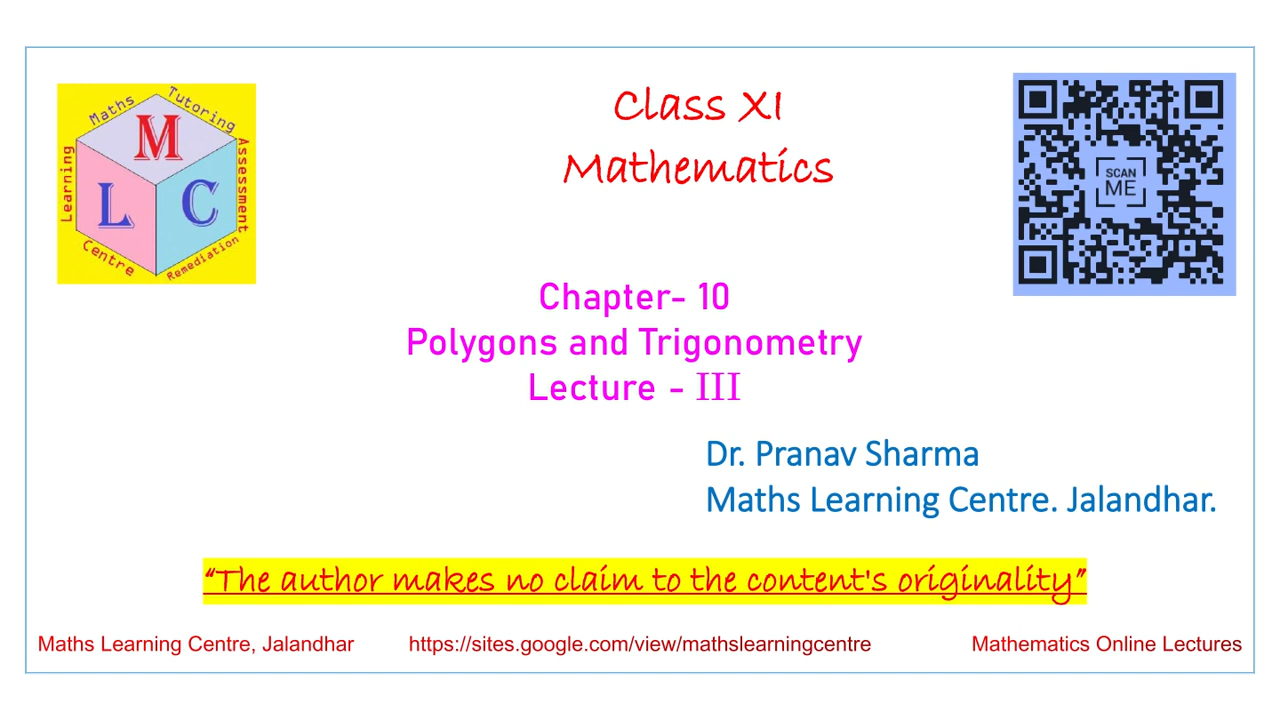 Maths Tutoring
Assessment
Remediation
Centre
Learning
M
L C
Class XI
Mathematics
SCAN
ME
Chapter- 10
Polygons and Trigonometry
Lecture - III
Dr. Pranav Sharma
Maths Learning Centre. Jalandhar.
“The author makes no claim to the content's originality”
Maths Learning Centre, Jalandhar https://sites.google.com/view/mathslearningcentre Mathematics Online Lectures